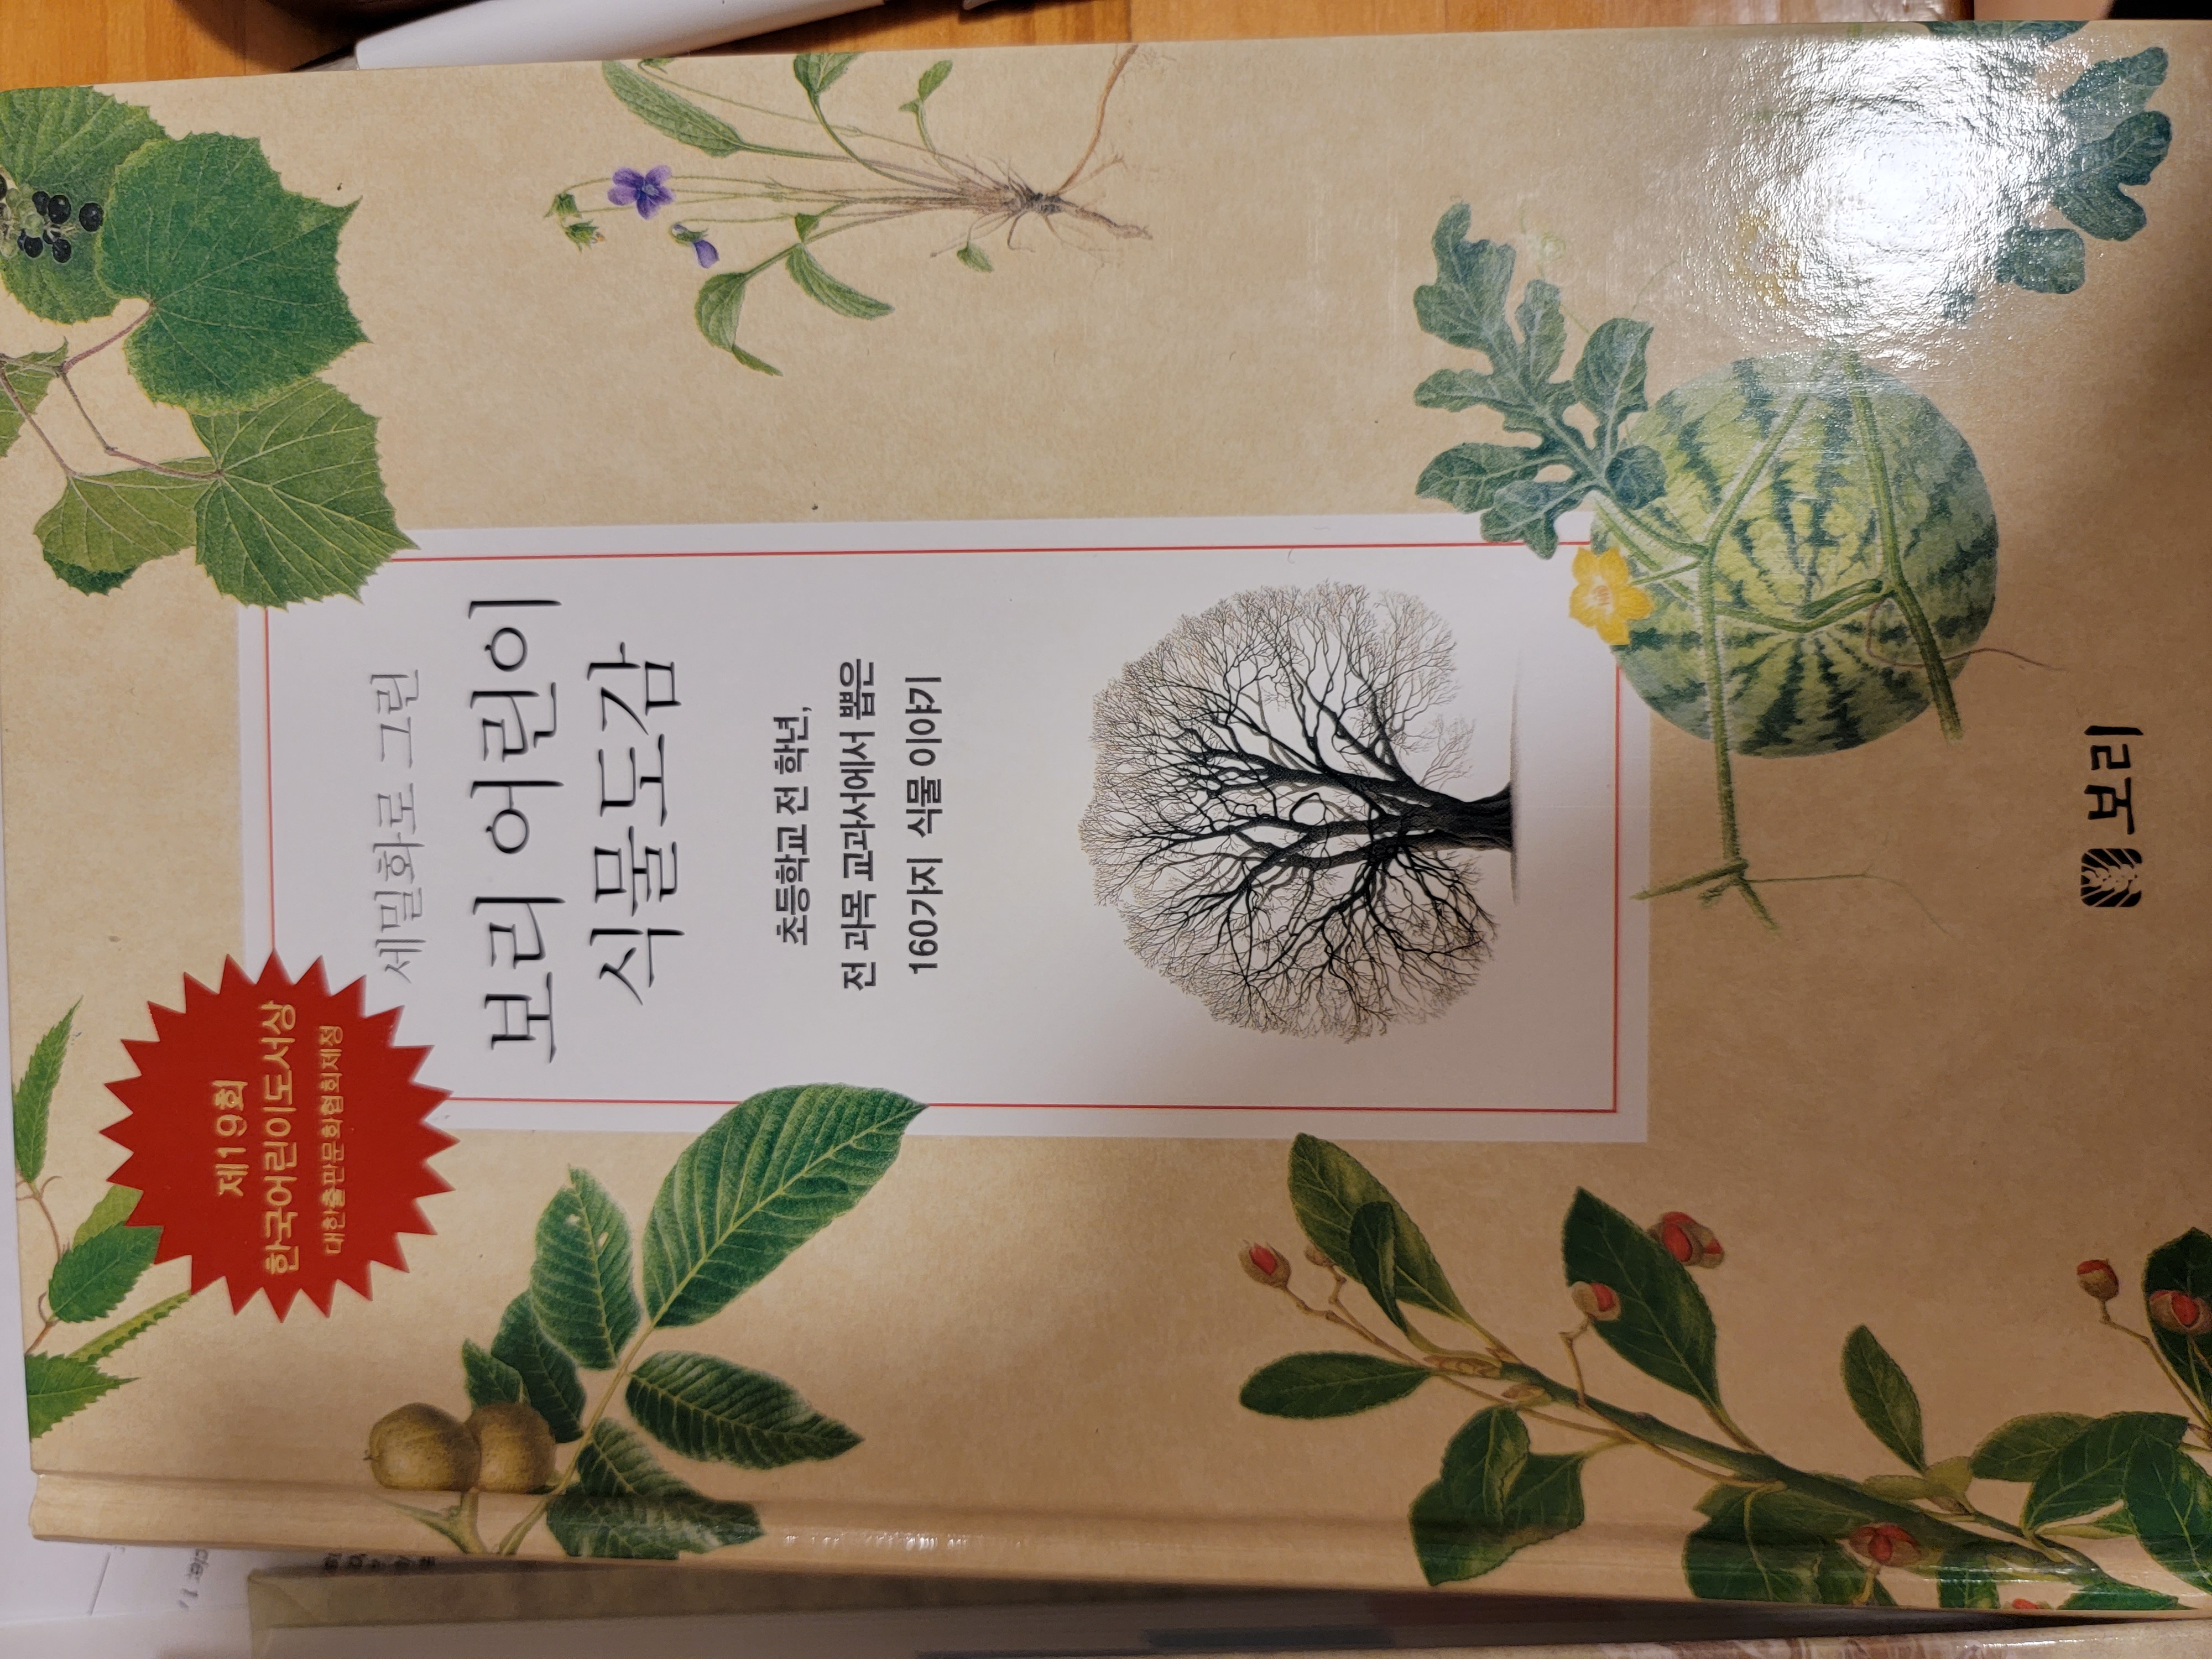 제19회
한국어린이도서상
대한출판문화협회제정
세밀화로 그린
보리 어린이
식물도감
초등학교 전 학년,
전 과목 교과서에서 뽑은
160가지 식물 이야기
보리